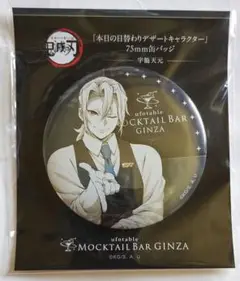 鬼滅の刃
「本日の日替わりデザートキャラクター」
75mm缶バッジ
宇髄天元
ufotable
MOCKTAIL BAR GINZA
©K/S, A, U
ufotable
MOCKTAIL BAR GINZA
©KG/S, A, U